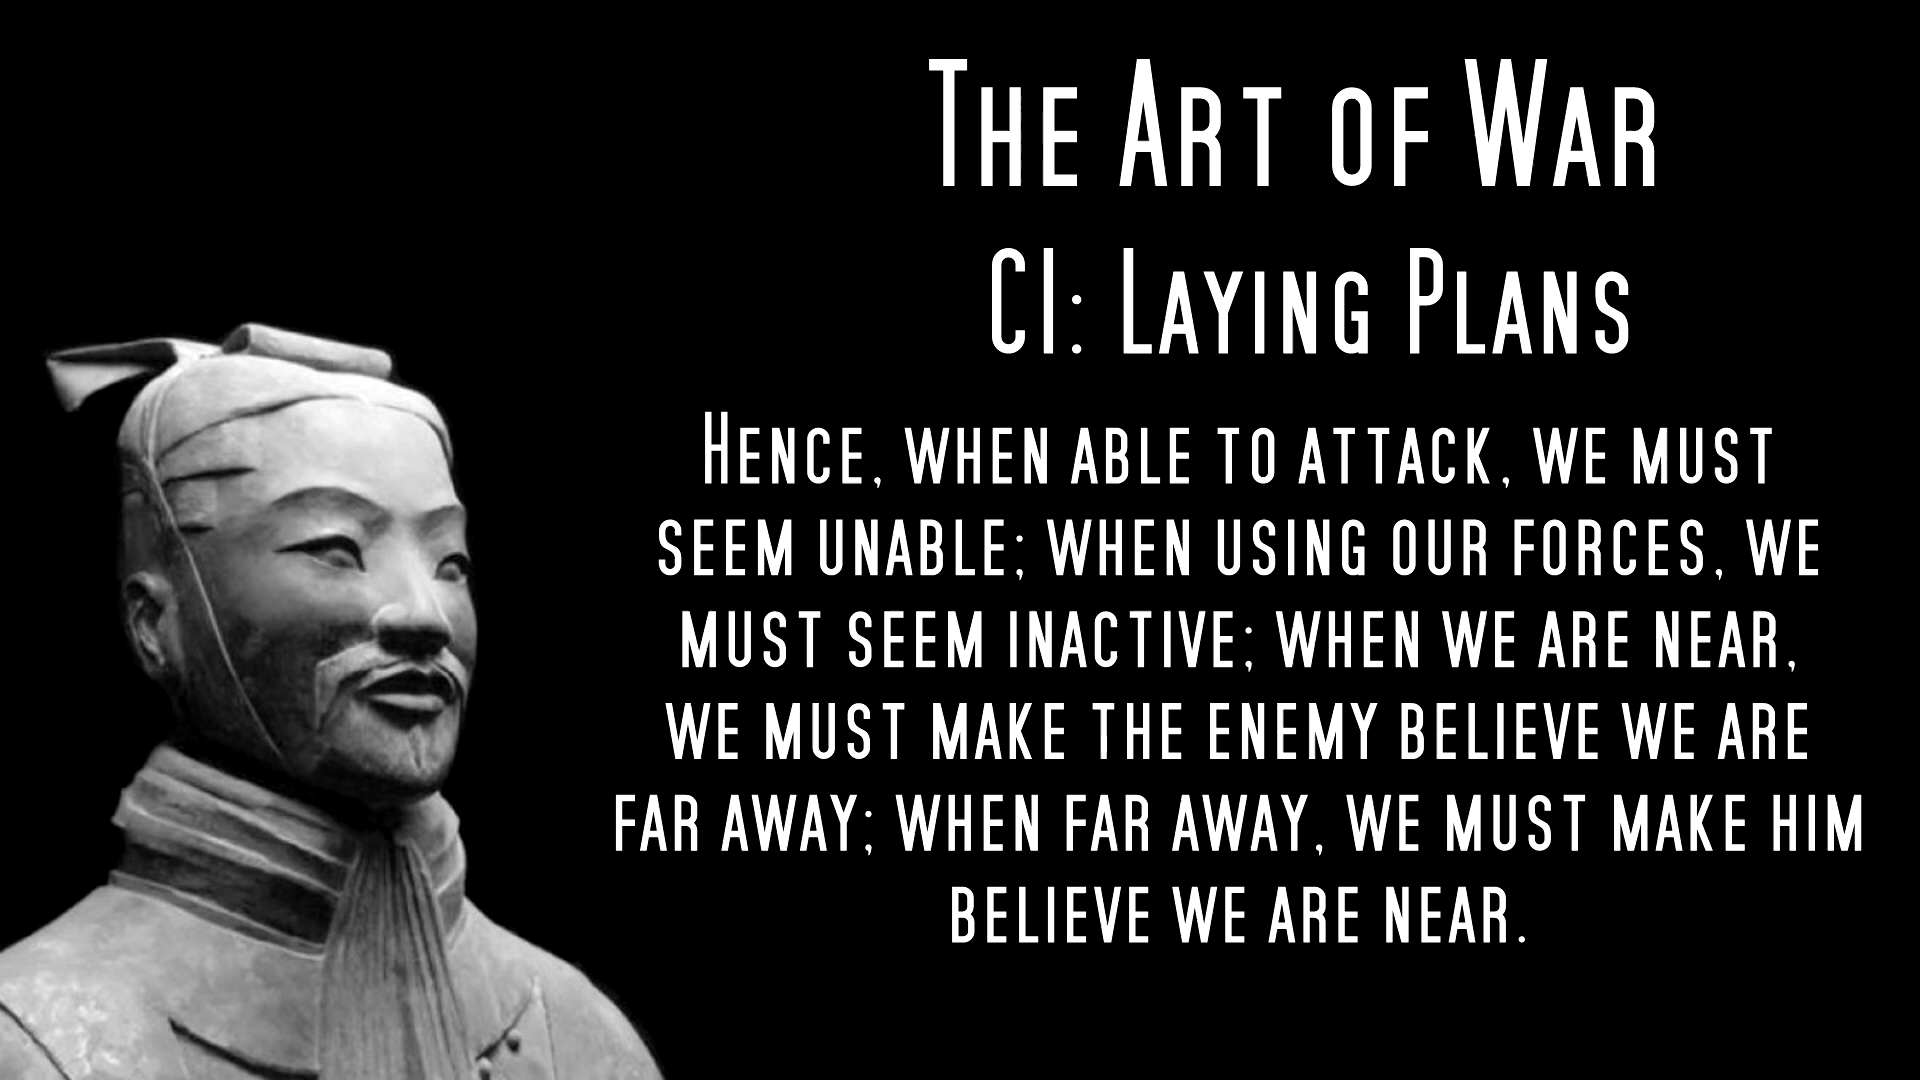 The Art of War
CI: Laying Plans
Hence, when able to attack, we must
seem unable; when using our forces, we
must seem inactive; when we are near,
we must make the enemy believe we are
far away; when far away, we must make him
believe we are near.